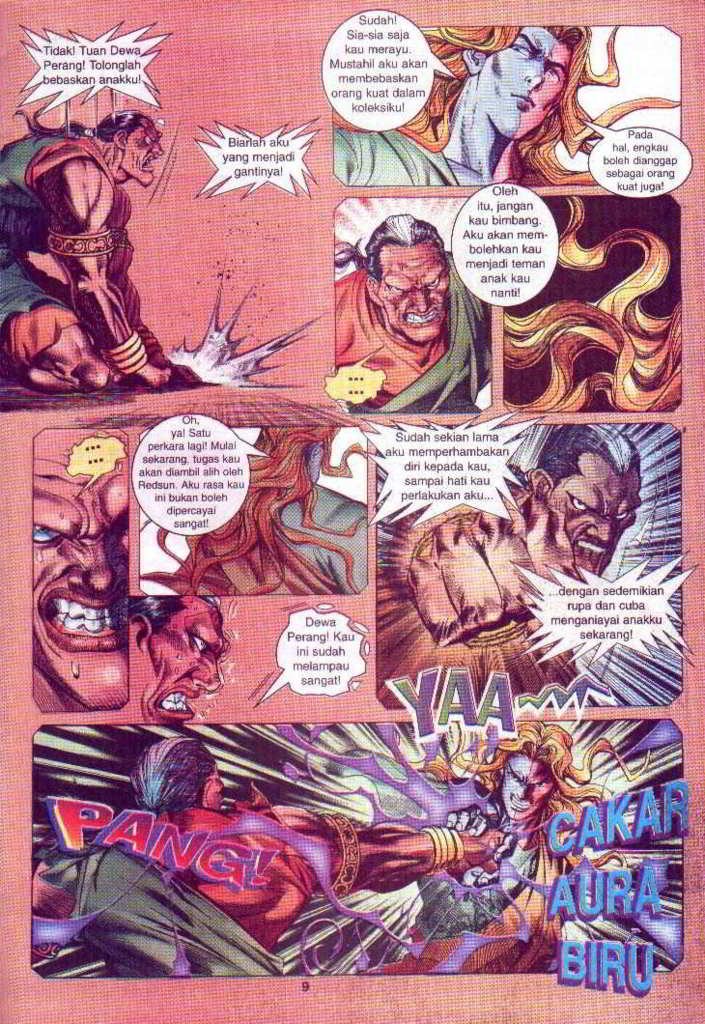 Tidak! Tuan Dewa
Perang! Tolonglah
bebaskan anakku!
Biarlah aku
yang menjadi
gantinya!
Sudah!
Sia-sia saja
kau merayu.
Mustahil aku akan
membebaskan
orang kuat dalam
koleksiku!
Pada
hal, engkau
boleh dianggap
sebagai orang
kuat juga!
Oleh
itu, jangan
kau bimbang.
Aku akan mem-
bolehkan kau
menjadi teman
anak kau
nanti!
...
...
...
...
Oh,
ya! Satu
perkara lagi! Mulai
sekarang, tugas kau
akan diambil alih oleh
Redsun. Aku rasa kau
ini bukan boleh
dipercayai
sangat!
Dewa
Perang! Kau
ini sudah
melampau
sangat!
Sudah sekian lama
aku memperhambakan
diri kepada kau,
sampai hati kau
perlakukan aku...
...dengan sedemikian
rupa dan cuba
menganiayai anakku
sekarang!
YAA
PANG!
CAKAR
AURA
BIRU
9